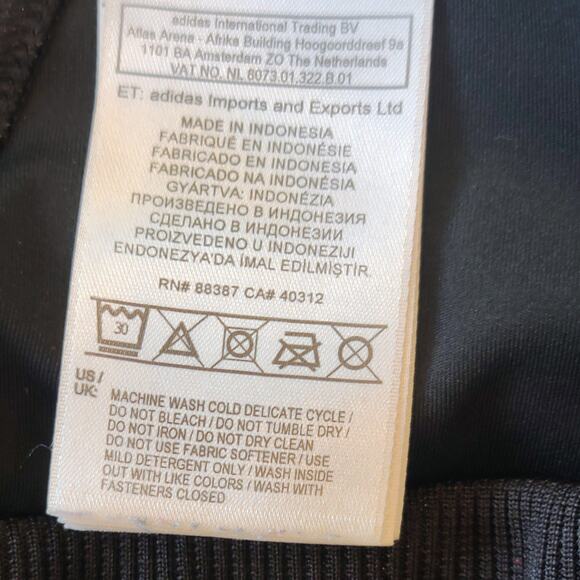 adidas International Trading BV
Atlas Arena - Afrika Building Hoogoorddreef 9a
1101 BA Amsterdam ZO The Netherlands
VAT NO. NL 8073.01.322.B.01
ET: adidas Imports and Exports Ltd
MADE IN INDONESIA
FABRIQUÉ EN INDONÉSIE
FABRICADO EN INDONESIA
FABRICADO NA INDONÉSIA
GYÁRTVA: INDONÉZIA
ПРОИЗВЕДЕНО В ИНДОНЕЗИЯ
СДЕЛАНО В ИНДОНЕЗИИ
PROIZVEDENO U INDONEZIJI
ENDONEZYA'DA İMAL EDİLMİŞTİR.
RN# 88387 CA# 40312
30
US /
UK:
MACHINE WASH COLD DELICATE CYCLE /
DO NOT BLEACH / DO NOT TUMBLE DRY /
DO NOT IRON / DO NOT DRY CLEAN
DO NOT USE FABRIC SOFTENER / USE
MILD DETERGENT ONLY / WASH INSIDE
OUT WITH LIKE COLORS / WASH WITH
FASTENERS CLOSED